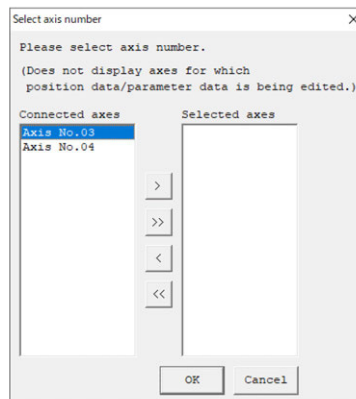 Select axis number
Please select axis number.
(Does not display axes for which
position data/parameter data is being edited.)
Connected axes
Selected axes
Axis No.03
Axis No.04
>
>>
<
<<
OK
Cancel